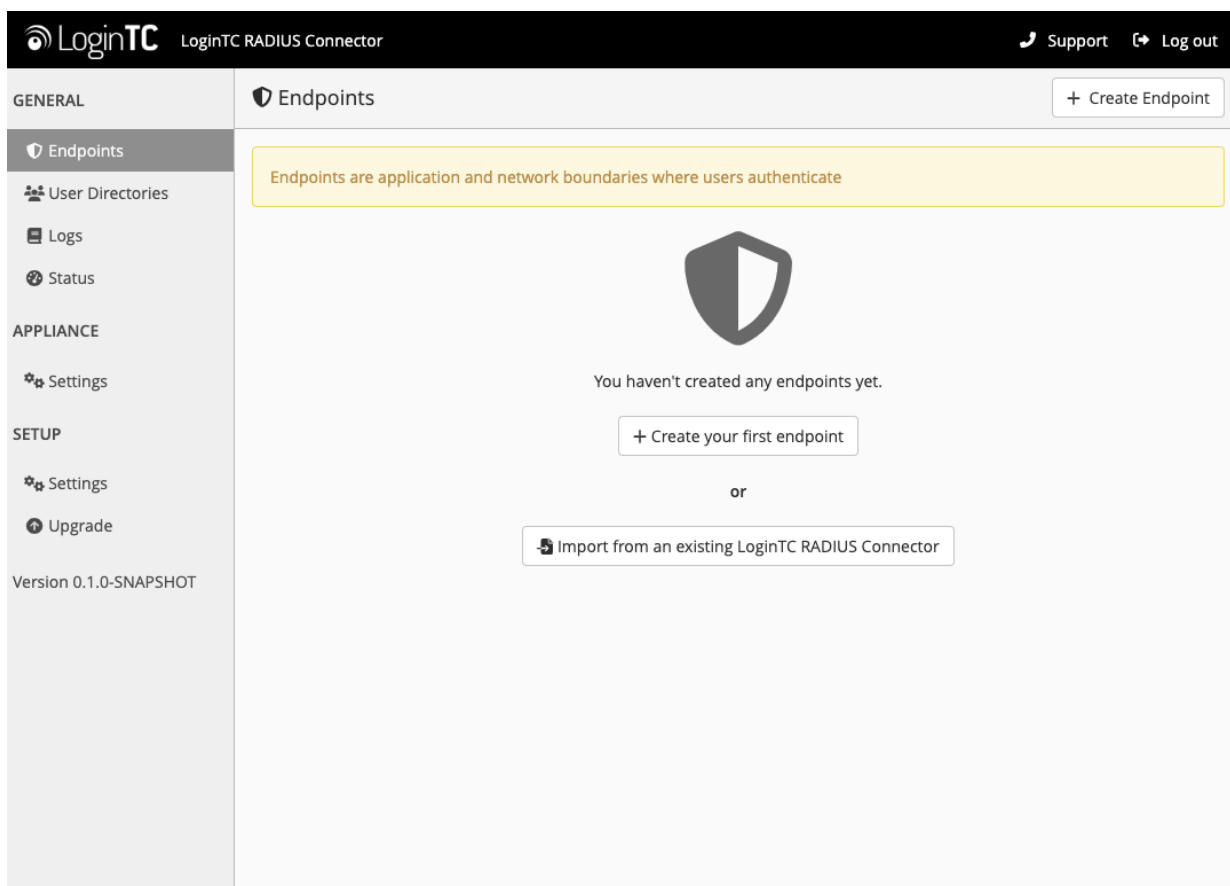 LoginTC LoginTC RADIUS Connector Support Log out
GENERAL
Endpoints
User Directories
Logs
Status
APPLIANCE
Settings
SETUP
Settings
Upgrade
Version 0.1.0-SNAPSHOT
Endpoints
+ Create Endpoint
Endpoints are application and network boundaries where users authenticate
You haven't created any endpoints yet.
+ Create your first endpoint
or
Import from an existing LoginTC RADIUS Connector